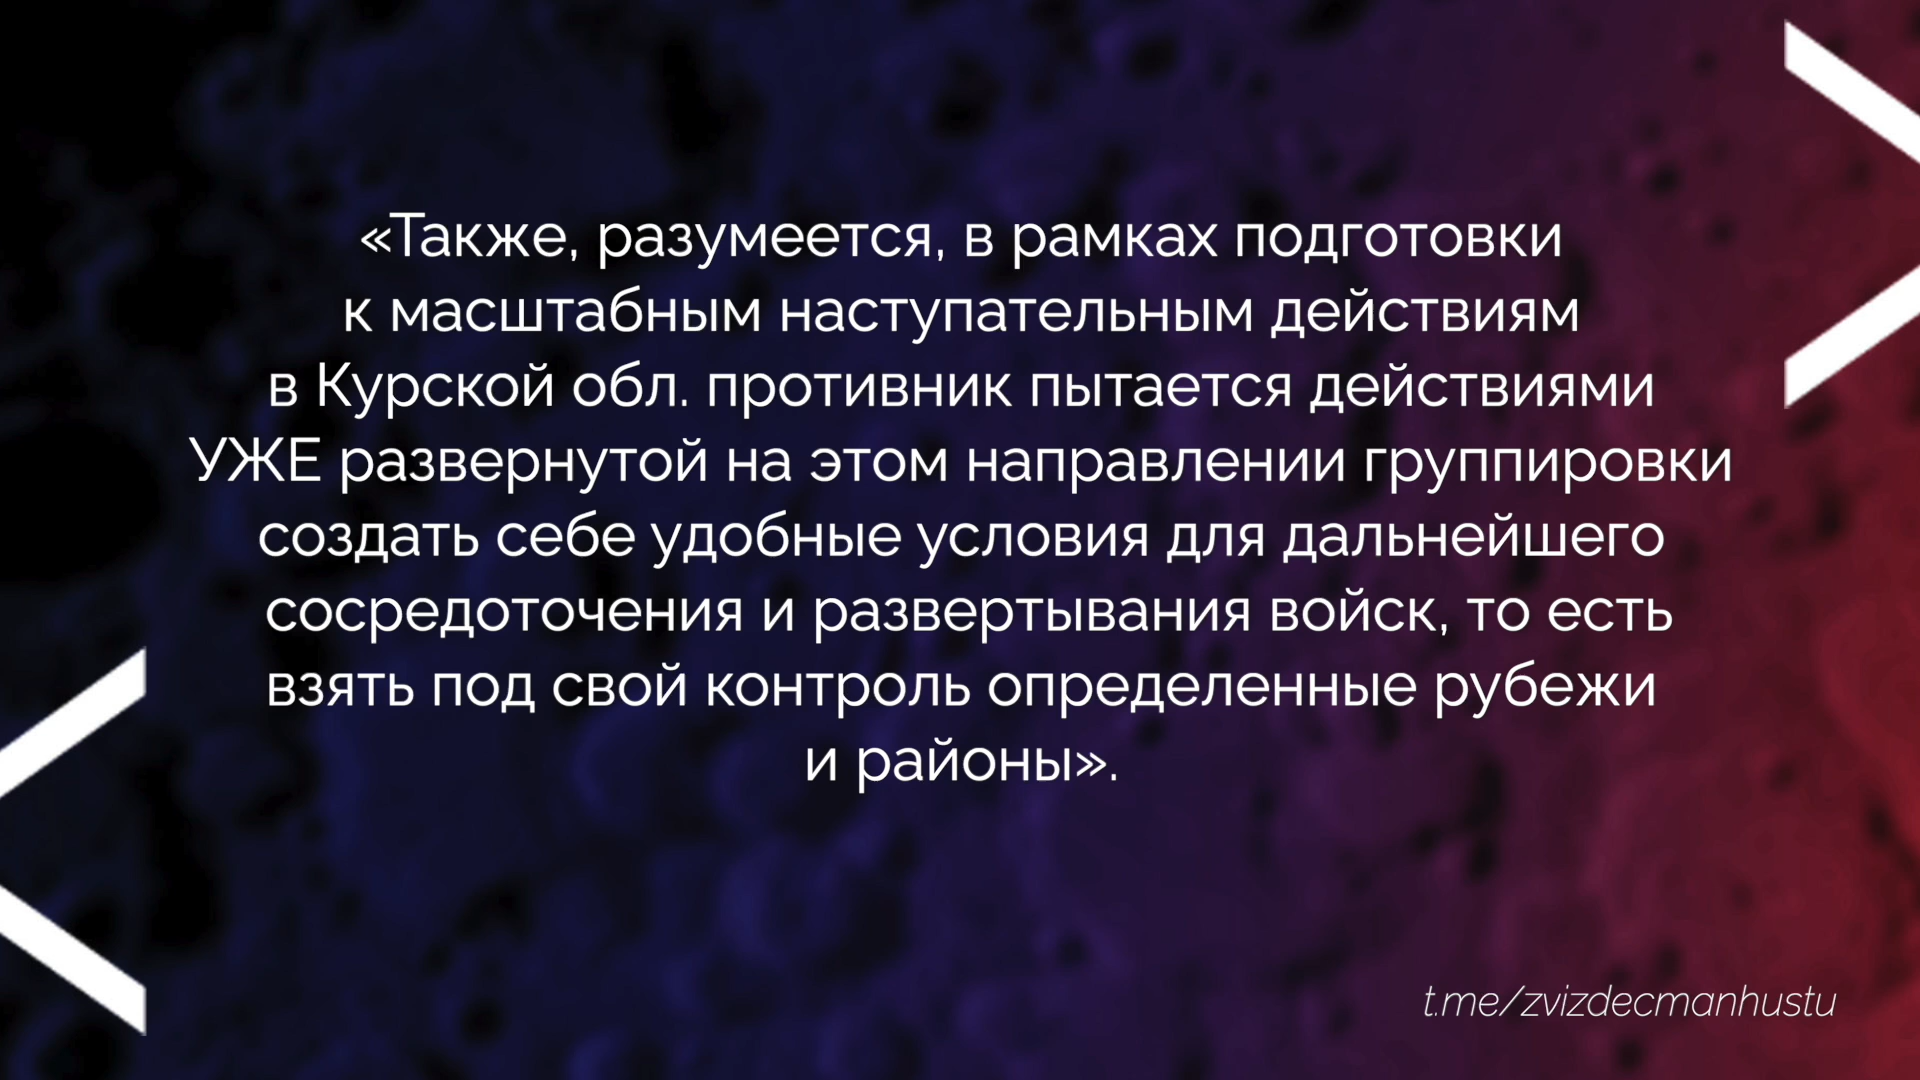 «Также, разумеется, в рамках подготовки
к масштабным наступательным действиям
в Курской обл. противник пытается действиями
УЖЕ развернутой на этом направлении группировки
создать себе удобные условия для дальнейшего
сосредоточения и развертывания войск, то есть
взять под свой контроль определенные рубежи
и районы».
t.me/zvizdecmanhustu